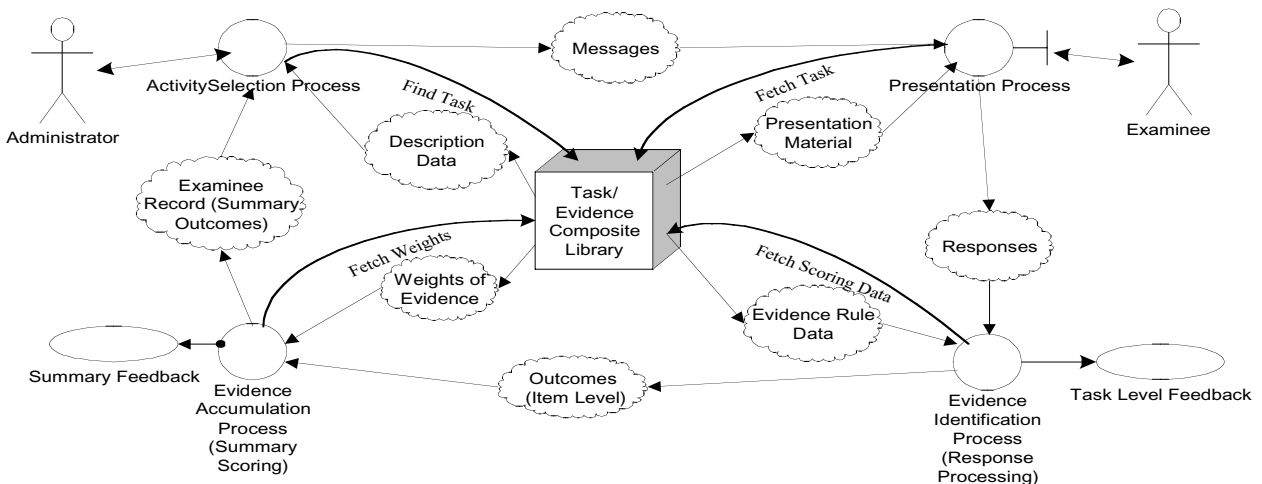 Messages
ActivitySelection Process
Presentation Process
Administrator
Examinee
Find Task
Fetch Task
Description
Data
Presentation
Material
Task/
Evidence
Composite
Library
Examinee
Record (Summary
Outcomes)
Responses
Fetch Weights
Weights of
Evidence
Fetch Scoring Data
Evidence Rule
Data
Summary Feedback
Outcomes
(Item Level)
Task Level Feedback
Evidence
Accumulation
Process
(Summary
Scoring)
Evidence
Identification
Process
(Response
Processing)